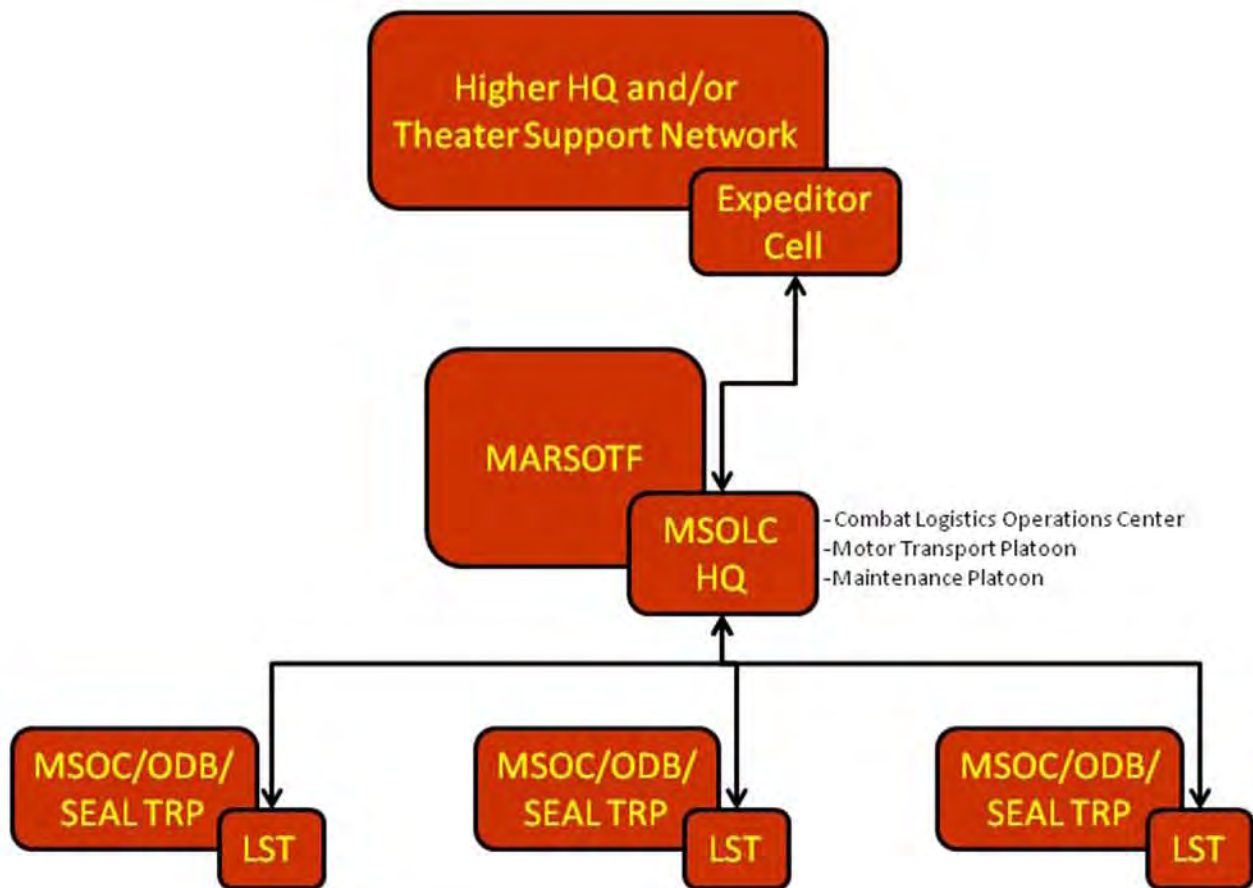 Higher HQ and/or
Theater Support Network
Expeditor
Cell
MARSOTF
MSOLC
HQ
-Combat Logistics Operations Center
-Motor Transport Platoon
-Maintenance Platoon
MSOC/ODB/
SEAL TRP
LST
MSOC/ODB/
SEAL TRP
LST
MSOC/ODB/
SEAL TRP
LST